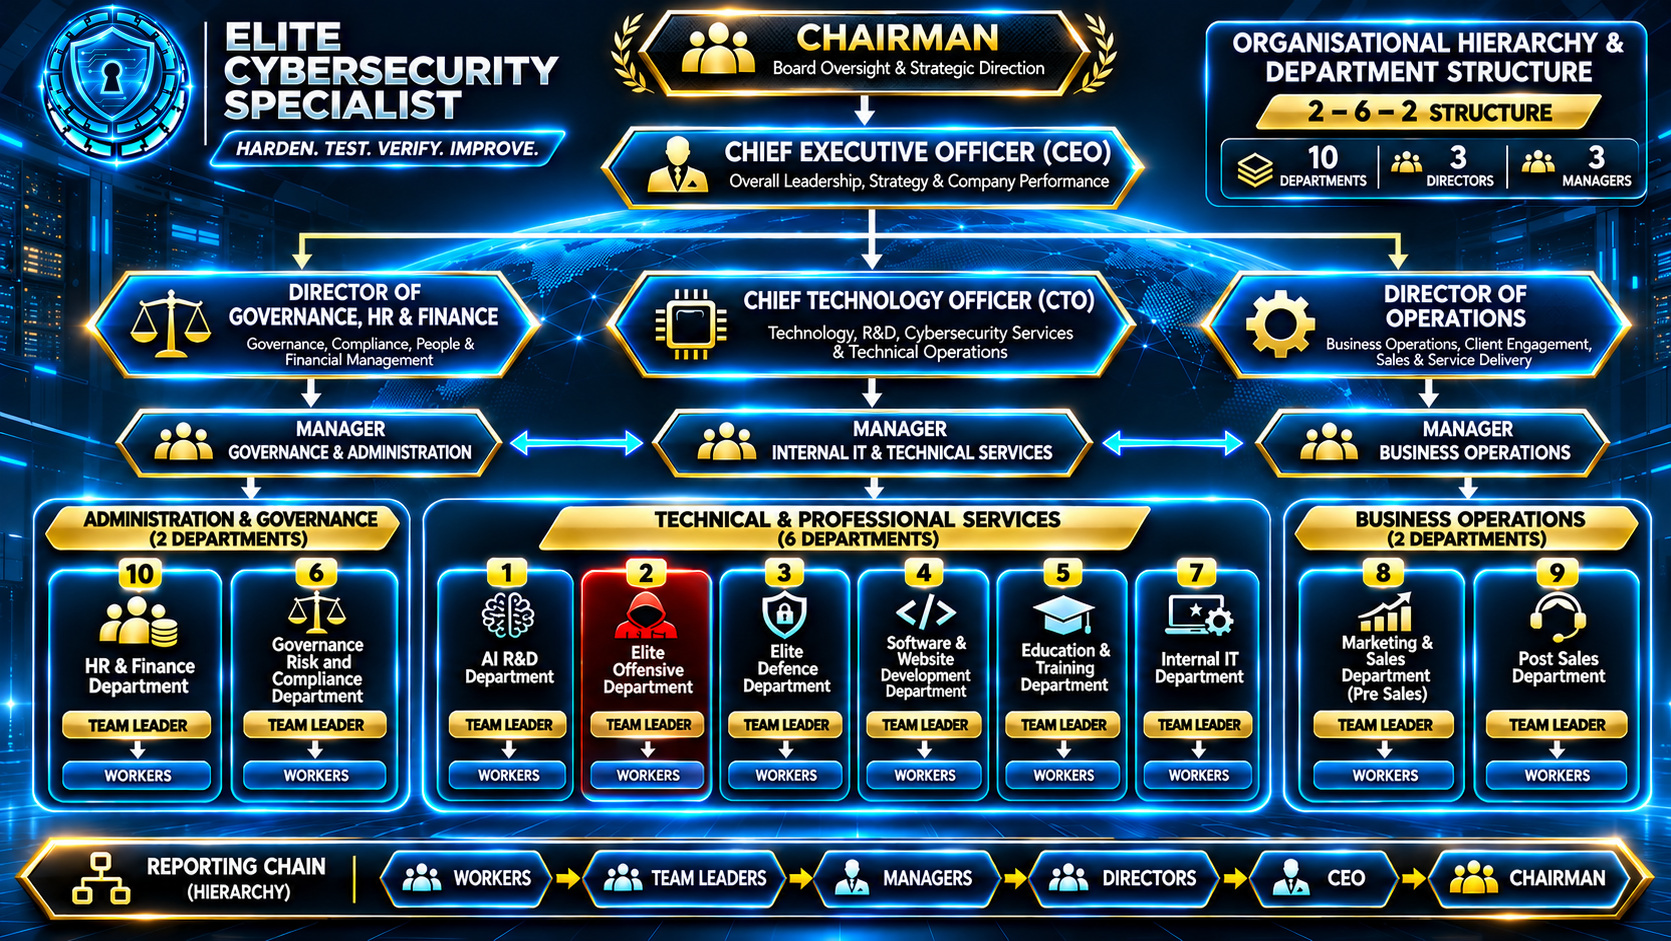 ELITE
CYBERSECURITY
SPECIALIST
HARDEN. TEST. VERIFY. IMPROVE.
CHAIRMAN
Board Oversight & Strategic Direction
CHIEF EXECUTIVE OFFICER (CEO)
Overall Leadership, Strategy & Company Performance
ORGANISATIONAL HIERARCHY &
DEPARTMENT STRUCTURE
2 – 6 – 2 STRUCTURE
10
DEPARTMENTS
3
DIRECTORS
3
MANAGERS
DIRECTOR OF
GOVERNANCE, HR & FINANCE
Governance, Compliance, People &
Financial Management
CHIEF TECHNOLOGY OFFICER (CTO)
Technology, R&D, Cybersecurity Services
& Technical Operations
DIRECTOR OF
OPERATIONS
Business Operations, Client Engagement,
Sales & Service Delivery
MANAGER
GOVERNANCE & ADMINISTRATION
MANAGER
INTERNAL IT & TECHNICAL SERVICES
MANAGER
BUSINESS OPERATIONS
ADMINISTRATION & GOVERNANCE
(2 DEPARTMENTS)
10
HR & Finance
Department
TEAM LEADER
WORKERS
6
Governance
Risk and
Compliance
Department
TEAM LEADER
WORKERS
TECHNICAL & PROFESSIONAL SERVICES
(6 DEPARTMENTS)
1
AI R&D
Department
TEAM LEADER
WORKERS
2
Elite
Offensive
Department
TEAM LEADER
WORKERS
3
Elite
Defence
Department
TEAM LEADER
WORKERS
4
</>
Software &
Website
Development
Department
TEAM LEADER
WORKERS
5
Education &
Training
Department
TEAM LEADER
WORKERS
7
Internal IT
Department
TEAM LEADER
WORKERS
BUSINESS OPERATIONS
(2 DEPARTMENTS)
8
Marketing &
Sales
Department
(Pre Sales)
TEAM LEADER
WORKERS
9
Post Sales
Department
TEAM LEADER
WORKERS
REPORTING CHAIN
(HIERARCHY)
WORKERS
TEAM LEADERS
MANAGERS
DIRECTORS
CEO
CHAIRMAN